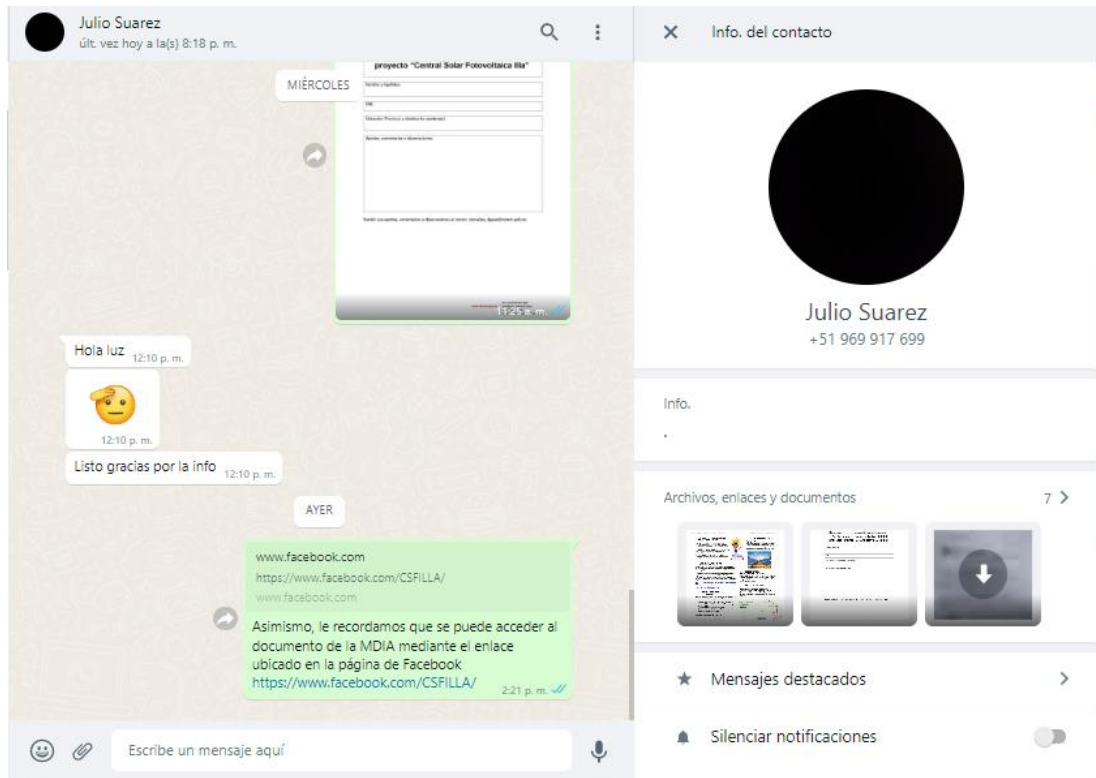 Julio Suarez
últ. vez hoy a la(s) 8:18 p. m.
MIÉRCOLES
proyecto "Central Solar Fotovoltaica Illa"
11:25 a. m.
Hola luz
12:10 p. m.
12:10 p. m.
Listo gracias por la info
12:10 p. m.
AYER
www.facebook.com
https://www.facebook.com/CSFILLA/
www.facebook.com
Asimismo, le recordamos que se puede acceder al
documento de la MDIA mediante el enlace
ubicado en la página de Facebook
https://www.facebook.com/CSFILLA/
2:21 p. m.
Escribe un mensaje aquí
Info. del contacto
Julio Suarez
+51 969 917 699
Info.
.
Archivos, enlaces y documentos
7
Mensajes destacados
Silenciar notificaciones